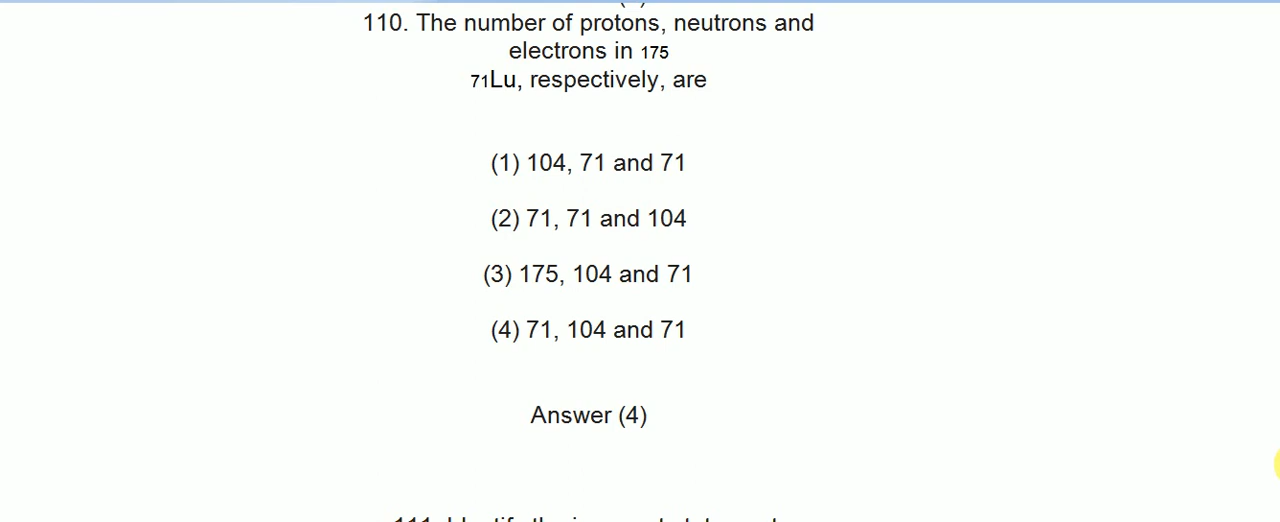 110. The number of protons, neutrons and
electrons in 175
71Lu, respectively, are
(1) 104, 71 and 71
(2) 71, 71 and 104
(3) 175, 104 and 71
(4) 71, 104 and 71
Answer (4)